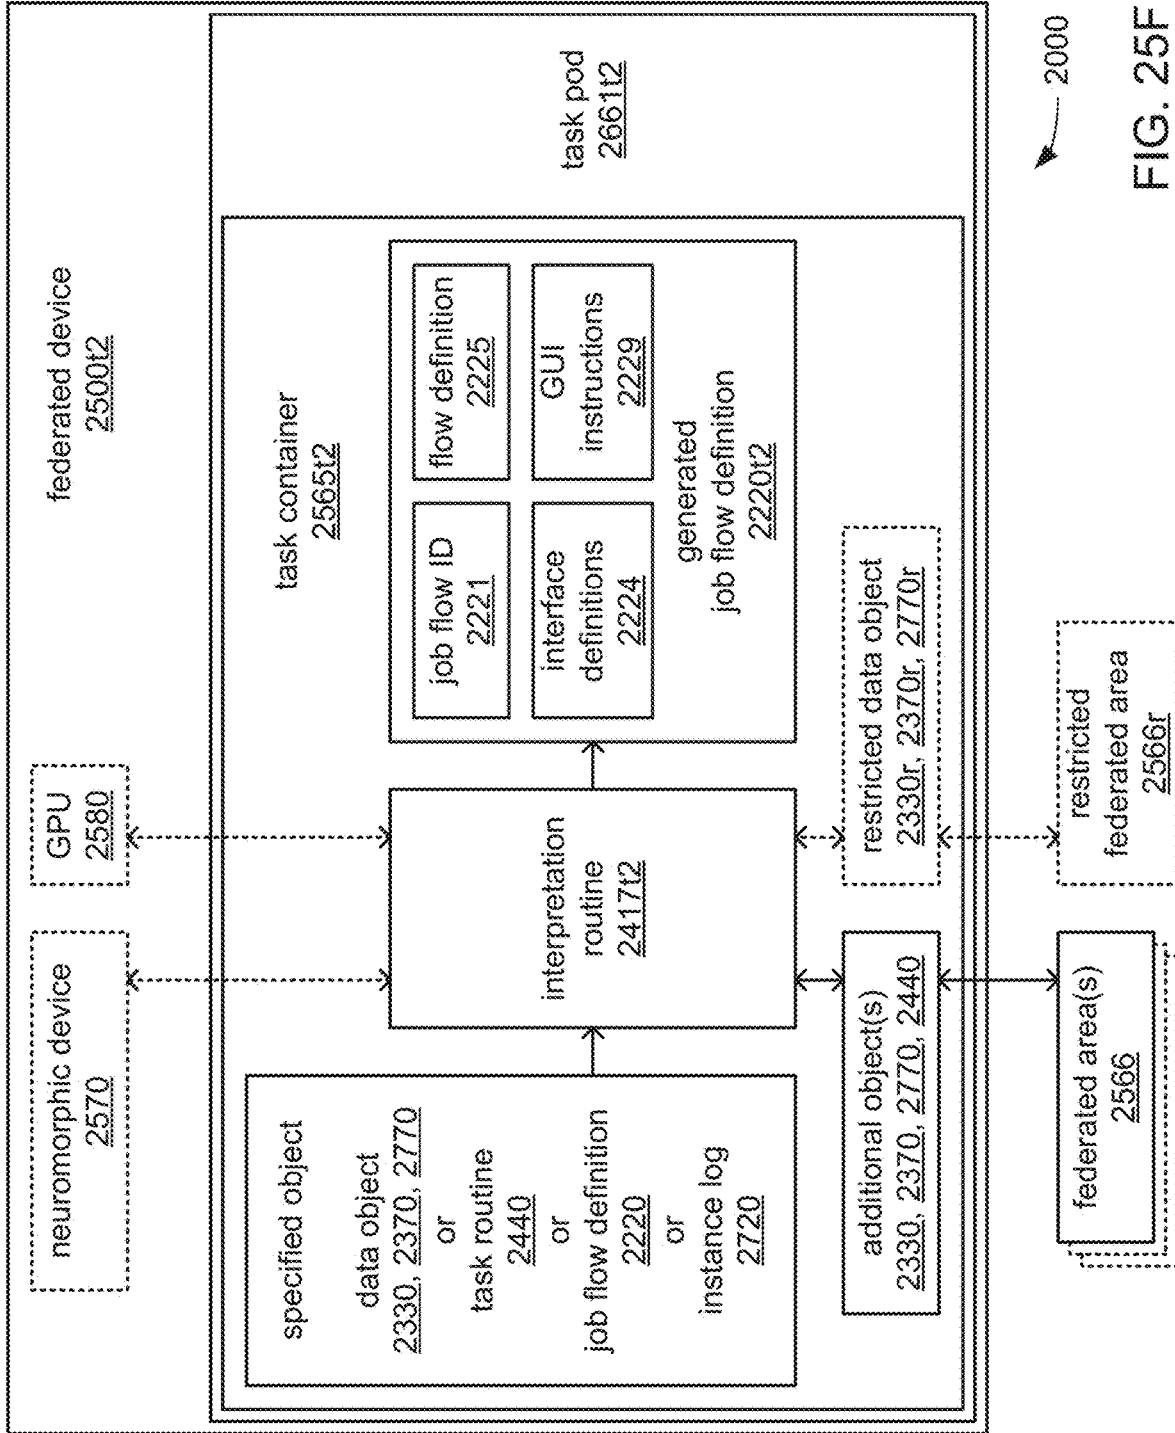 federated device
2500t2
neuromorphic device
2570
GPU
2580
task pod
2661t2
task container
2565t2
specified object
data object
2330, 2370, 2770
or
task routine
2440
or
job flow definition
2220
or
instance log
2720
interpretation
routine
2417t2
job flow ID
2221
flow definition
2225
interface
definitions
2224
GUI
instructions
2229
generated
job flow definition
2220t2
additional object(s)
2330, 2370, 2770, 2440
restricted data object
2330r, 2370r, 2770r
federated area(s)
2566
restricted
federated area
2566r
2000
FIG. 25F